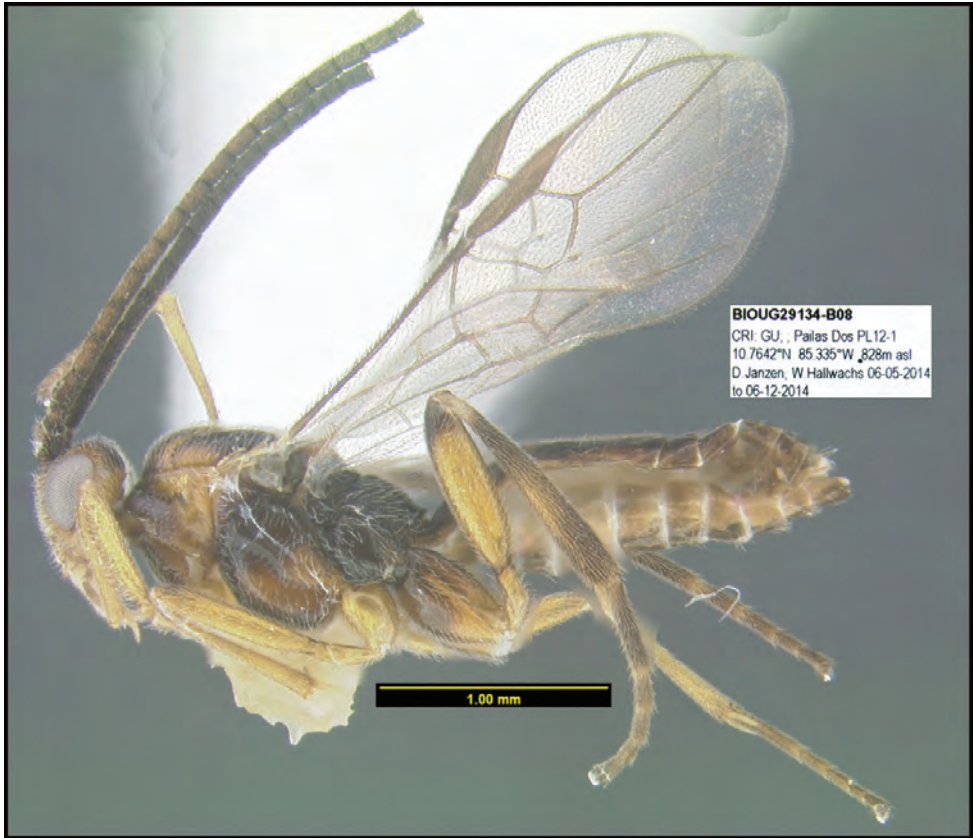 BIOUG29134-B08
CRI: GU; ; Pailas Dos PL12-1
10.7642°N 85.335°W 828m asl
D.Janzen, W.Hallwachs 06-05-2014
to 06-12-2014
1.00 mm